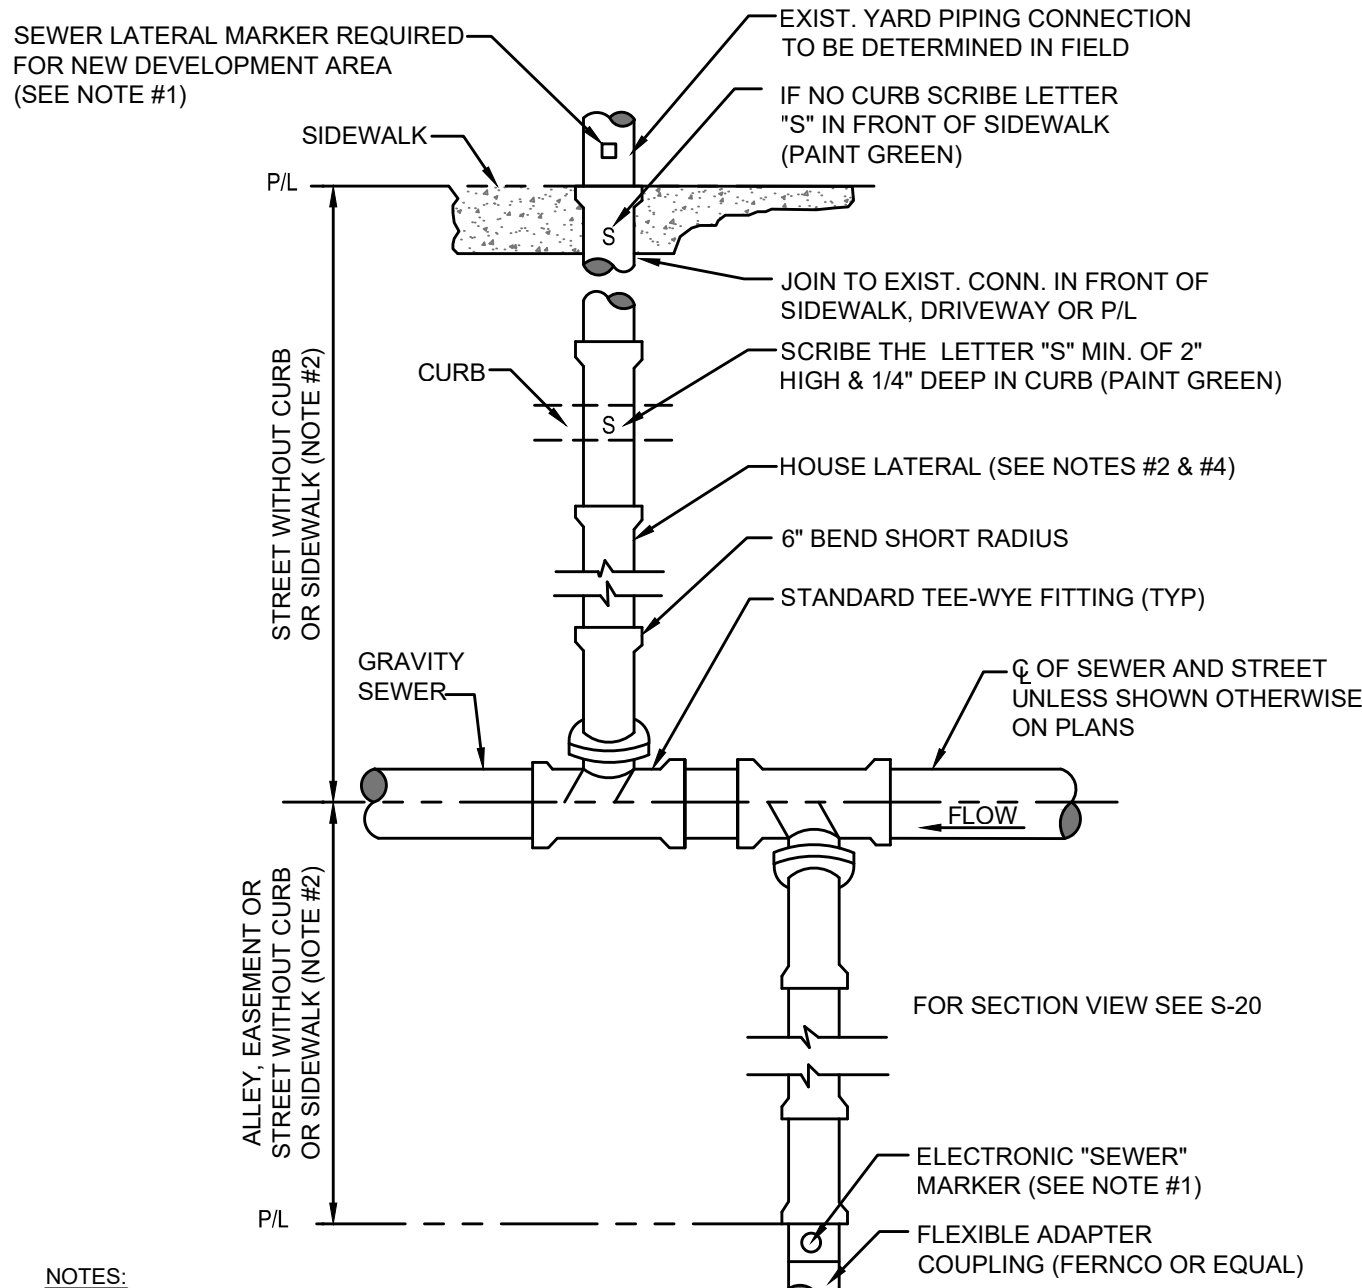 SEWER LATERAL MARKER REQUIRED
FOR NEW DEVELOPMENT AREA
(SEE NOTE #1)
EXIST. YARD PIPING CONNECTION
TO BE DETERMINED IN FIELD
IF NO CURB SCRIBE LETTER
"S" IN FRONT OF SIDEWALK
(PAINT GREEN)
SIDEWALK
P/L
S
JOIN TO EXIST. CONN. IN FRONT OF
SIDEWALK, DRIVEWAY OR P/L
SCRIBE THE LETTER "S" MIN. OF 2"
HIGH & 1/4" DEEP IN CURB (PAINT GREEN)
CURB
S
STREET WITHOUT CURB
OR SIDEWALK (NOTE #2)
HOUSE LATERAL (SEE NOTES #2 & #4)
6" BEND SHORT RADIUS
STANDARD TEE-WYE FITTING (TYP)
GRAVITY
SEWER
℄ OF SEWER AND STREET
UNLESS SHOWN OTHERWISE
ON PLANS
FLOW
ALLEY, EASEMENT OR
STREET WITHOUT CURB
OR SIDEWALK (NOTE #2)
FOR SECTION VIEW SEE S-20
ELECTRONIC "SEWER"
MARKER (SEE NOTE #1)
P/L
FLEXIBLE ADAPTER
COUPLING (FERNCO OR EQUAL)
NOTES: